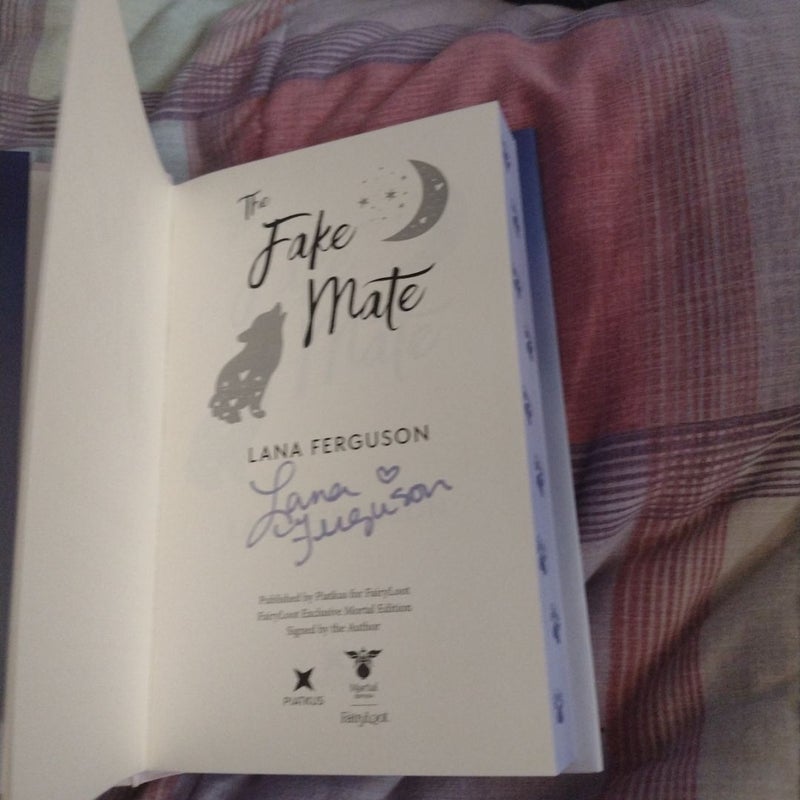 The
Fake
Mate
LANA FERGUSON
Lana
Ferguson
Published by Piatkus for FairyLoot
FairyLoot Exclusive Mortal Edition
Signed by the Author
PIATKUS
Mortal
FairyLoot